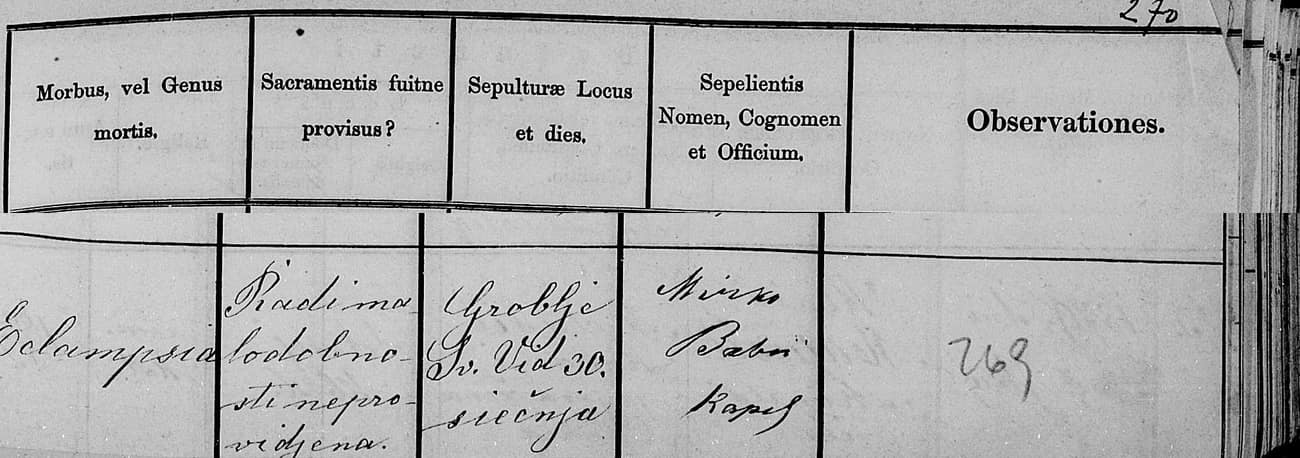 270
Morbus, vel Genus
mortis.
Sacramentis fuitne
provisus?
Sepulturæ Locus
et dies.
Sepelientis
Nomen, Cognomen
et Officium.
Observationes.
Eclampsia
Radi ma-
lodobno-
sti nepro-
vidjena.
Groblje
Sv. Vid 30.
siečnja
Mirko
kapel
269